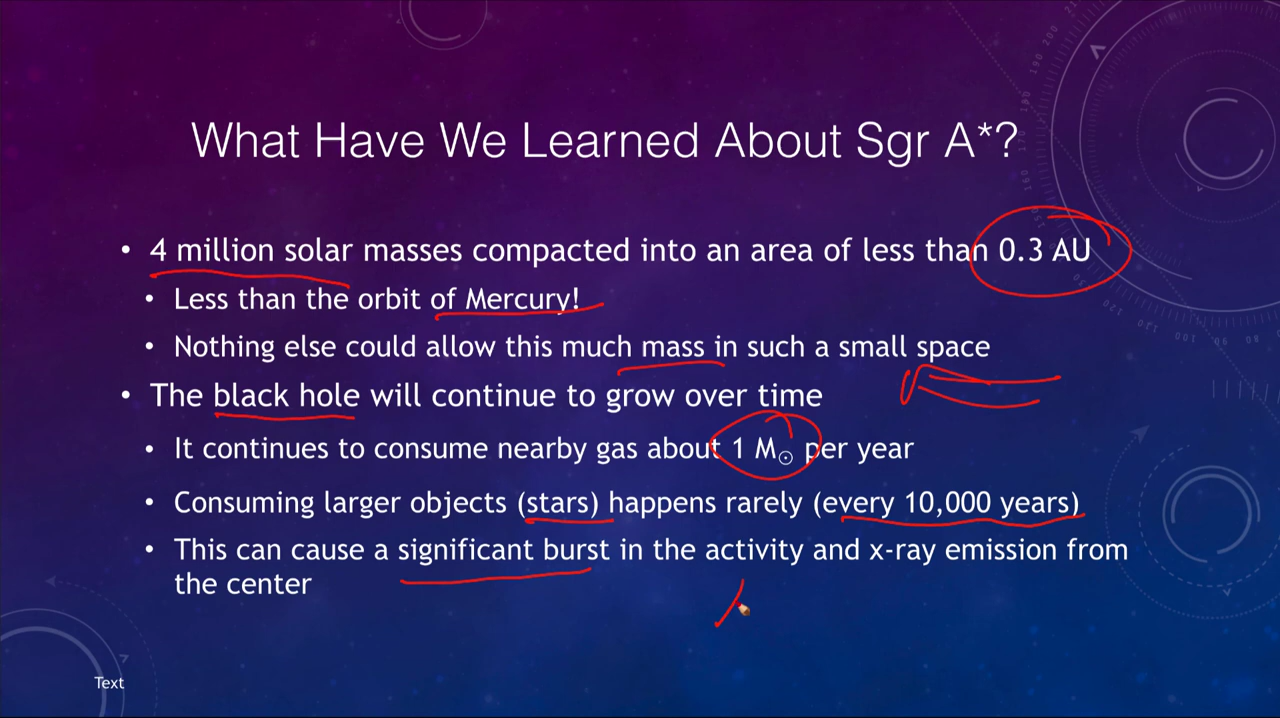 What Have We Learned About Sgr A*?
• 4 million solar masses compacted into an area of less than 0.3 AU
• Less than the orbit of Mercury!
• Nothing else could allow this much mass in such a small space
• The black hole will continue to grow over time
• It continues to consume nearby gas about 1 M☉ per year
• Consuming larger objects (stars) happens rarely (every 10,000 years)
• This can cause a significant burst in the activity and x-ray emission from
the center
Text